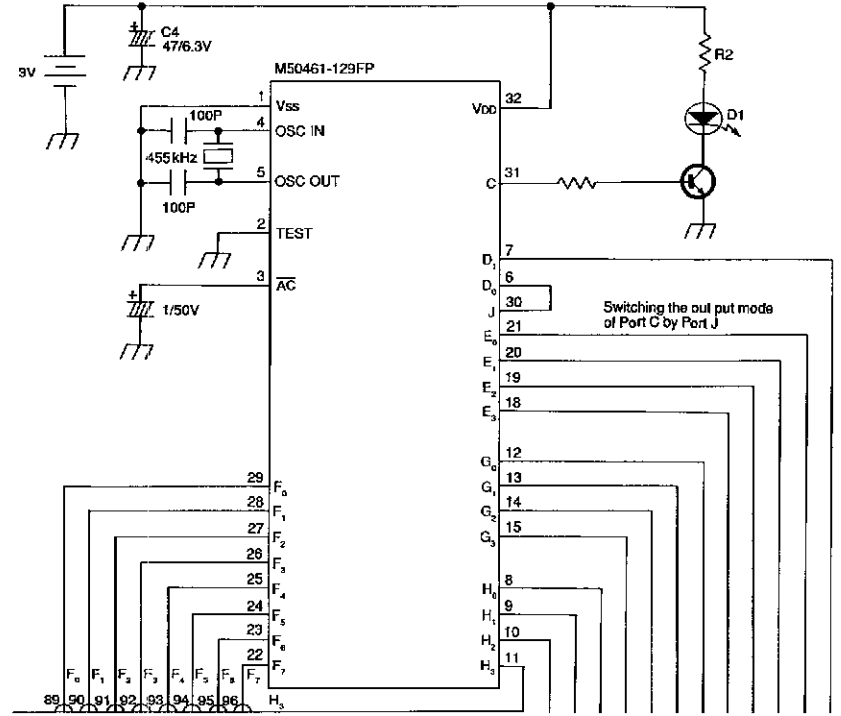 C4
47/6.3V
3V
R2
D1
M50461-129FP
1 VSS
VDD 32
100P
4 OSC IN
455 kHz
5 OSC OUT
C 31
100P
2 TEST
3 AC
1/50V
D1 7
D0 6
J 30
Switching the out put mode
of Port C by Port J
E0 21
E1 20
E2 19
E3 18
G0 12
G1 13
G2 14
G3 15
29 F0
28 F1
27 F2
26 F3
25 F4
24 F5
23 F6
22 F7
H0 8
H1 9
H2 10
H3 11
F0 F1 F2 F3 F4 F5 F6 F7 H3
89 90 91 92 93 94 95 96